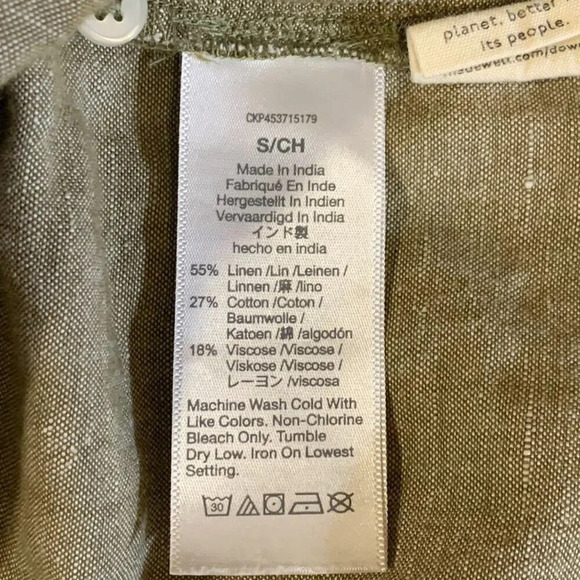 planet. better
its people.
madewell.com/dow
CKP453715179
S/CH
Made In India
Fabriqué En Inde
Hergestellt In Indien
Vervaardigd In India
インド製
hecho en india
55% Linen /Lin /Leinen /
Linnen /麻 /lino
27% Cotton /Coton /
Baumwolle /
Katoen /綿 /algodón
18% Viscose /Viscose /
Viskose /Viscose /
レーヨン /viscosa
Machine Wash Cold With
Like Colors. Non-Chlorine
Bleach Only. Tumble
Dry Low. Iron On Lowest
Setting.
30